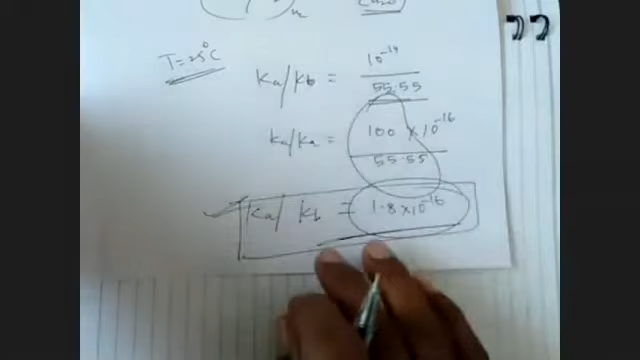 T = 25°C
Ka/Kb = 10^-14 / 55.55
Ka/Ka = 100 × 10^-16 / 55.55
Ka/ Kb = 1.8 × 10^-16